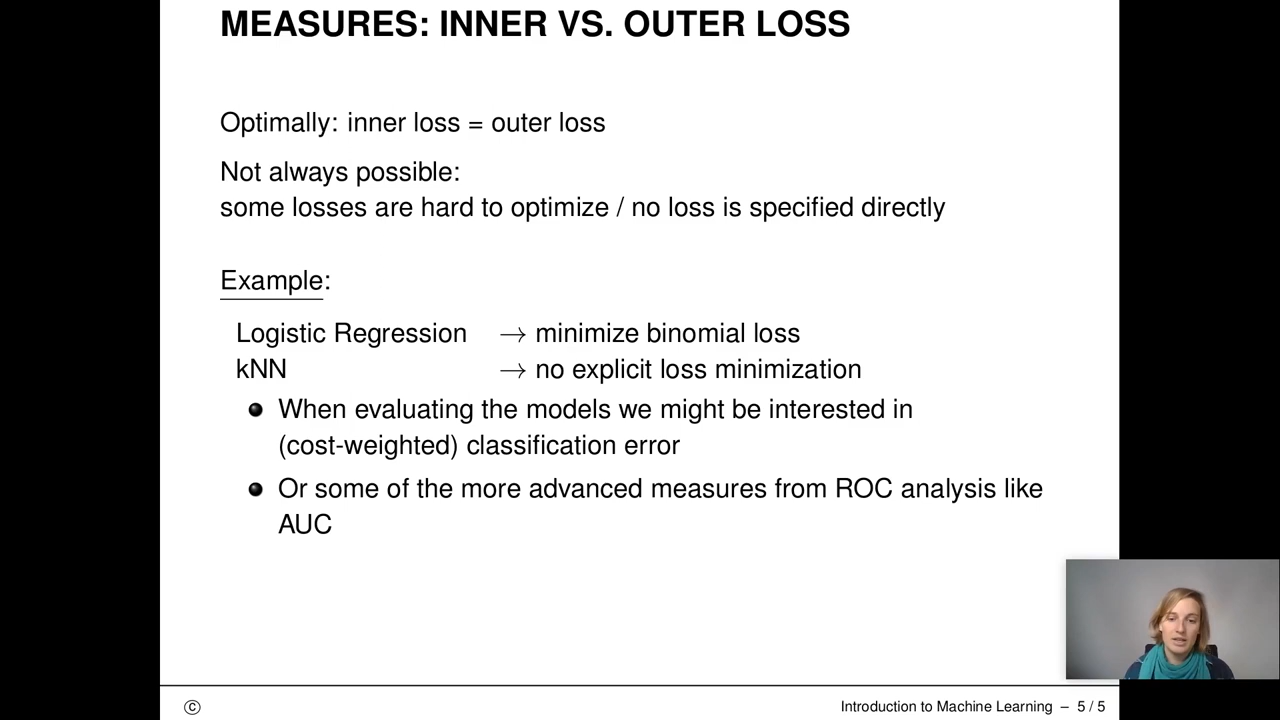 MEASURES: INNER VS. OUTER LOSS
Optimally: inner loss = outer loss
Not always possible:
some losses are hard to optimize / no loss is specified directly
Example:
Logistic Regression → minimize binomial loss
kNN → no explicit loss minimization
When evaluating the models we might be interested in
(cost-weighted) classification error
Or some of the more advanced measures from ROC analysis like
AUC
© Introduction to Machine Learning – 5 / 5